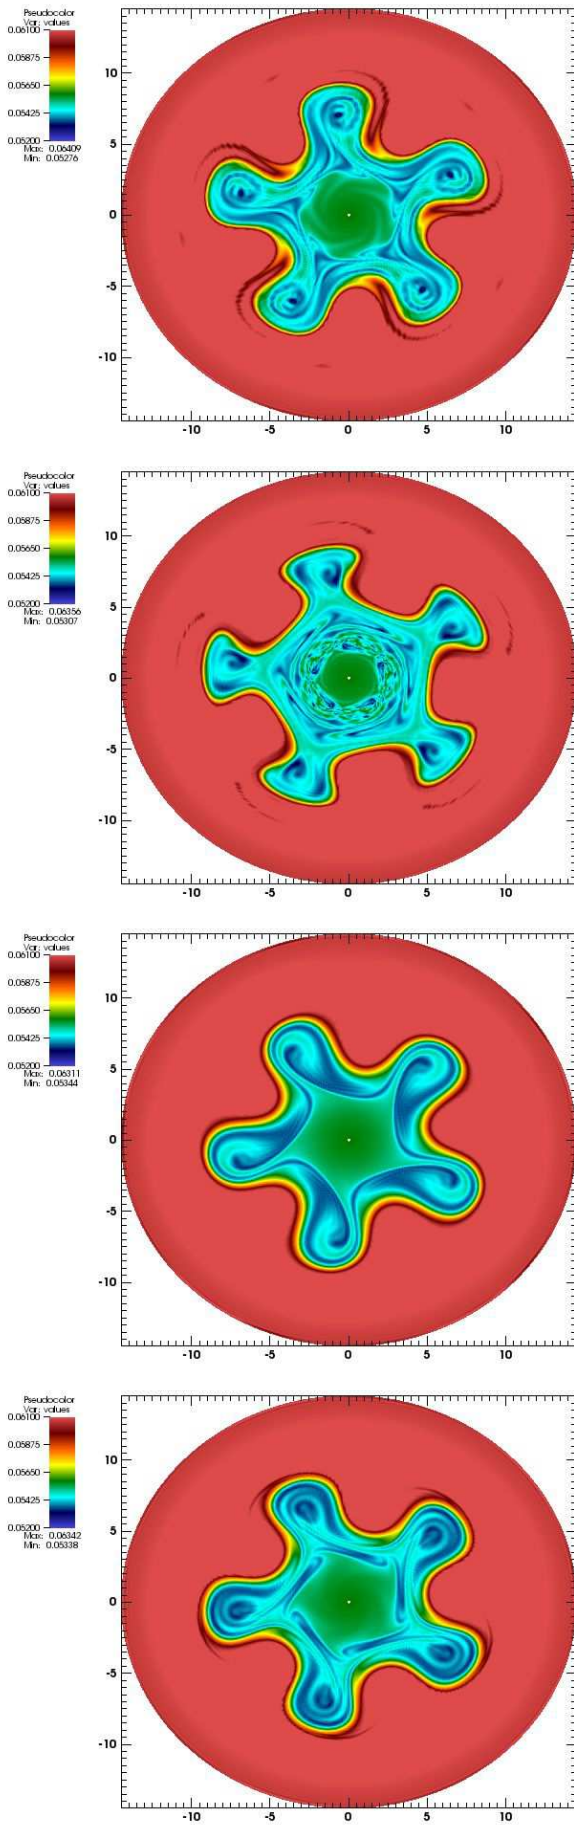 Pseudocolor
Var: values
0.06100
0.05875
0.05650
0.05425
0.05200
Max: 0.06409
Min: 0.05276
10
5
0
-5
-10
-10 -5 0 5 10
Pseudocolor
Var: values
0.06100
0.05875
0.05650
0.05425
0.05200
Max: 0.06356
Min: 0.05307
10
5
0
-5
-10
-10 -5 0 5 10
Pseudocolor
Var: values
0.06100
0.05875
0.05650
0.05425
0.05200
Max: 0.06311
Min: 0.05344
10
5
0
-5
-10
-10 -5 0 5 10
Pseudocolor
Var: values
0.06100
0.05875
0.05650
0.05425
0.05200
Max: 0.06342
Min: 0.05338
10
5
0
-5
-10
-10 -5 0 5 10